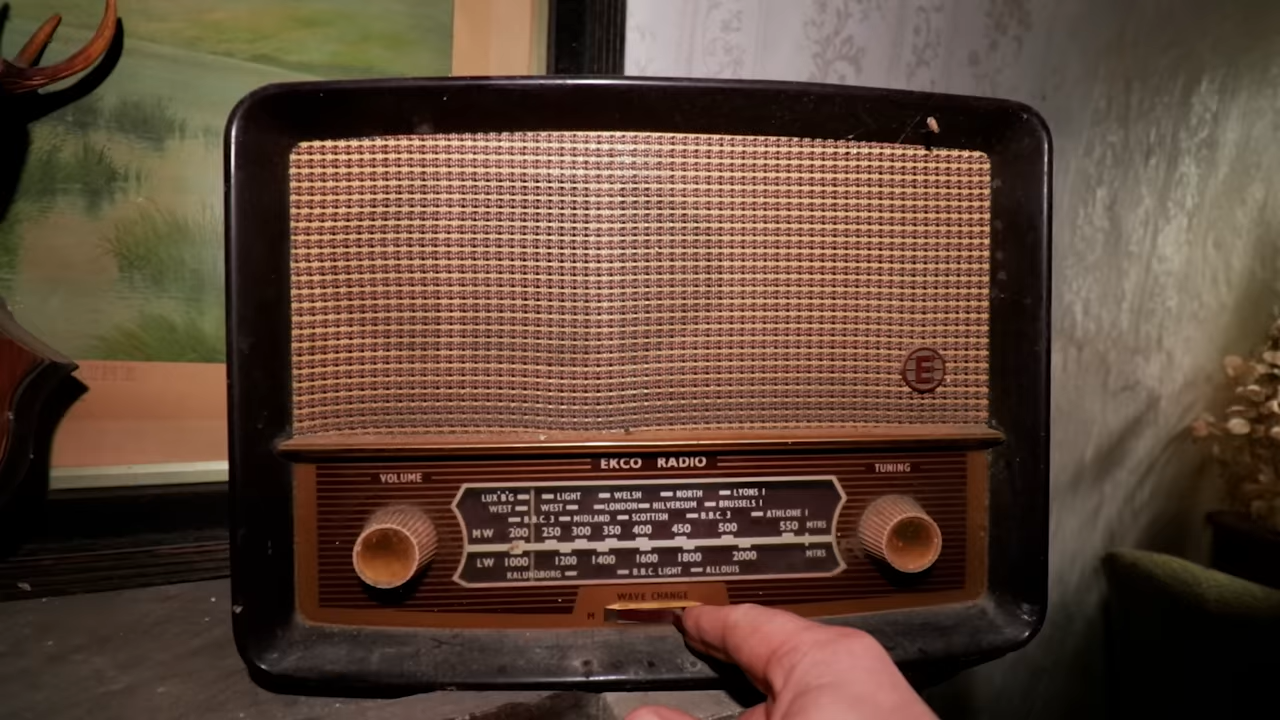 E
EKCO RADIO
VOLUME
TUNING
LUX'B'G LIGHT WELSH NORTH LYONS I
WEST WEST LONDON HILVERSUM BRUSSELS I
B.B.C. 3 MIDLAND SCOTTISH B.B.C. 3 ATHLONE I
MW 200 250 300 350 400 450 500 550 MTRS
LW 1000 1200 1400 1600 1800 2000 MTRS
KALUNDBORG B.B.C. LIGHT ALLOUIS
WAVE CHANGE
M